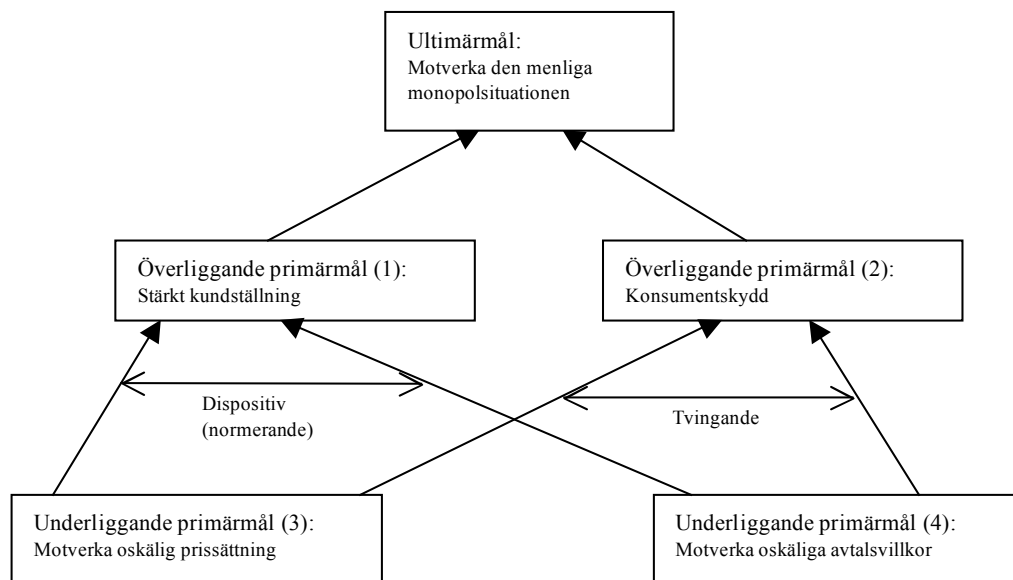 Ultimärmål:
Motverka den menliga
monopolsituationen
Överliggande primärmål (1):
Stärkt kundställning
Överliggande primärmål (2):
Konsumentskydd
Dispositiv
(normerande)
Tvingande
Underliggande primärmål (3):
Motverka oskälig prissättning
Underliggande primärmål (4):
Motverka oskäliga avtalsvillkor